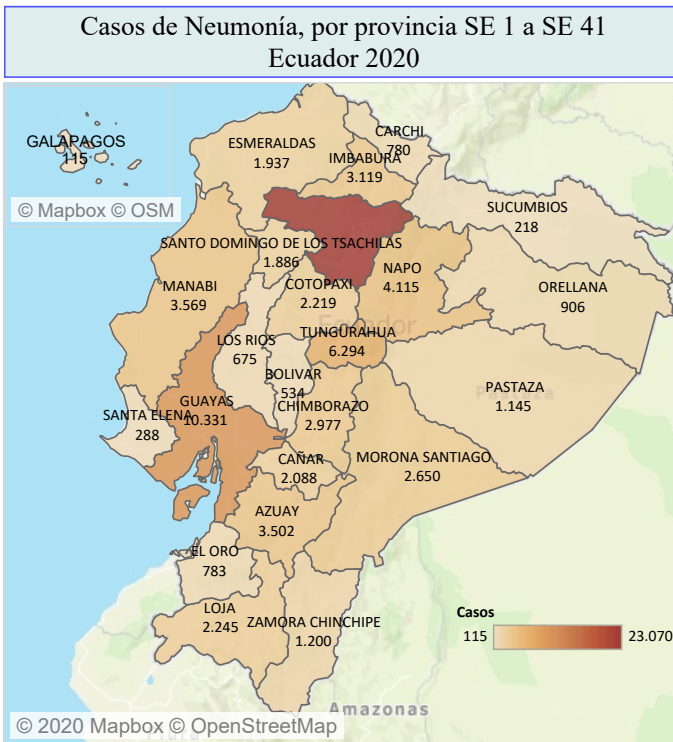 Casos de Neumonía, por provincia SE 1 a SE 41
Ecuador 2020
GALAPAGOS
115
© Mapbox © OSM
ESMERALDAS
1.937
CARCHI
780
IMBABURA
3.119
SUCUMBIOS
218
SANTO DOMINGO DE LOS TSACHILAS
1.886
NAPO
4.115
ORELLANA
906
MANABI
3.569
COTOPAXI
2.219
Ecuador
TUNGURAHUA
6.294
LOS RIOS
675
BOLIVAR
534
PASTAZA
1.145
Pastaza
GUAYAS
10.331
SANTA ELENA
288
CHIMBORAZO
2.977
CAÑAR
2.088
MORONA SANTIAGO
2.650
AZUAY
3.502
EL ORO
783
LOJA
2.245
ZAMORA CHINCHIPE
1.200
Casos
115
23.070
Amazonas
© 2020 Mapbox © OpenStreetMap